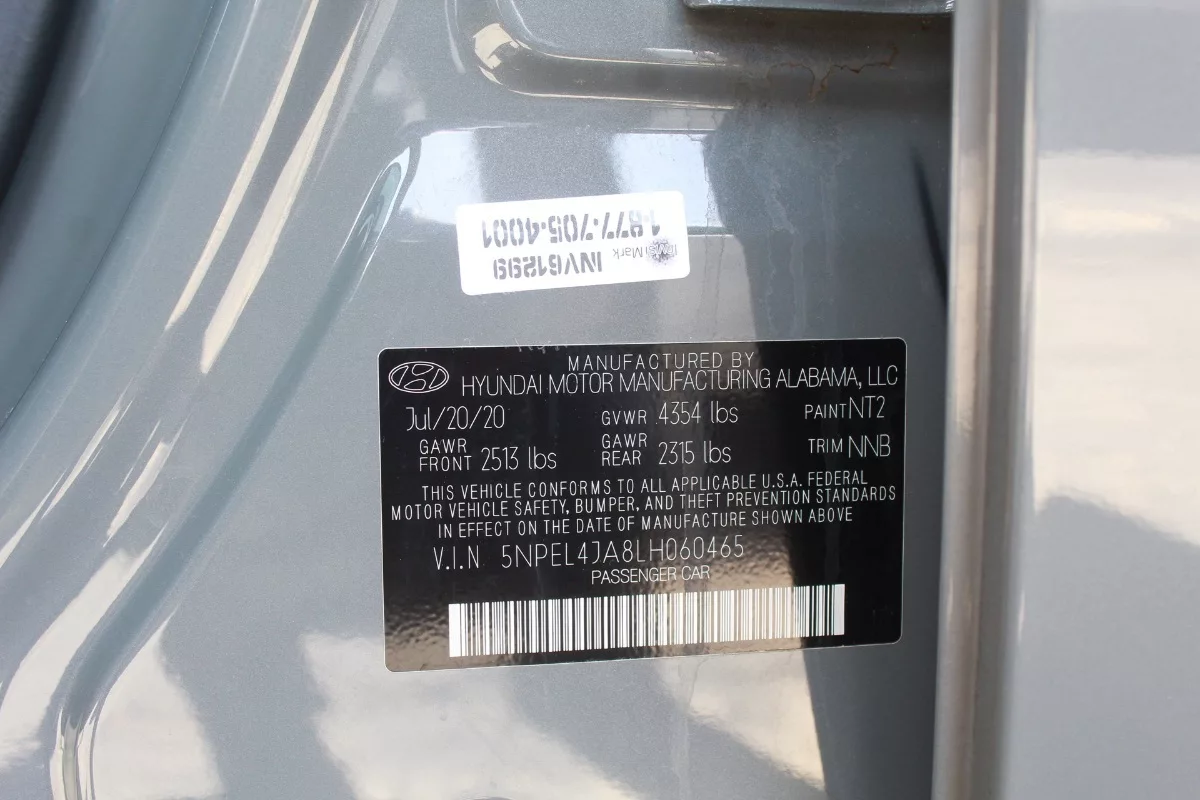 1-877-705-4001
INV61299
MANUFACTURED BY
HYUNDAI MOTOR MANUFACTURING ALABAMA, LLC
Jul/20/20 GVWR 4354 lbs PAINT NT2
GAWR FRONT 2513 lbs GAWR REAR 2315 lbs TRIM NNB
THIS VEHICLE CONFORMS TO ALL APPLICABLE U.S.A. FEDERAL
MOTOR VEHICLE SAFETY, BUMPER, AND THEFT PREVENTION STANDARDS
IN EFFECT ON THE DATE OF MANUFACTURE SHOWN ABOVE
V.I.N 5NPEL4JA8LH060465
PASSENGER CAR